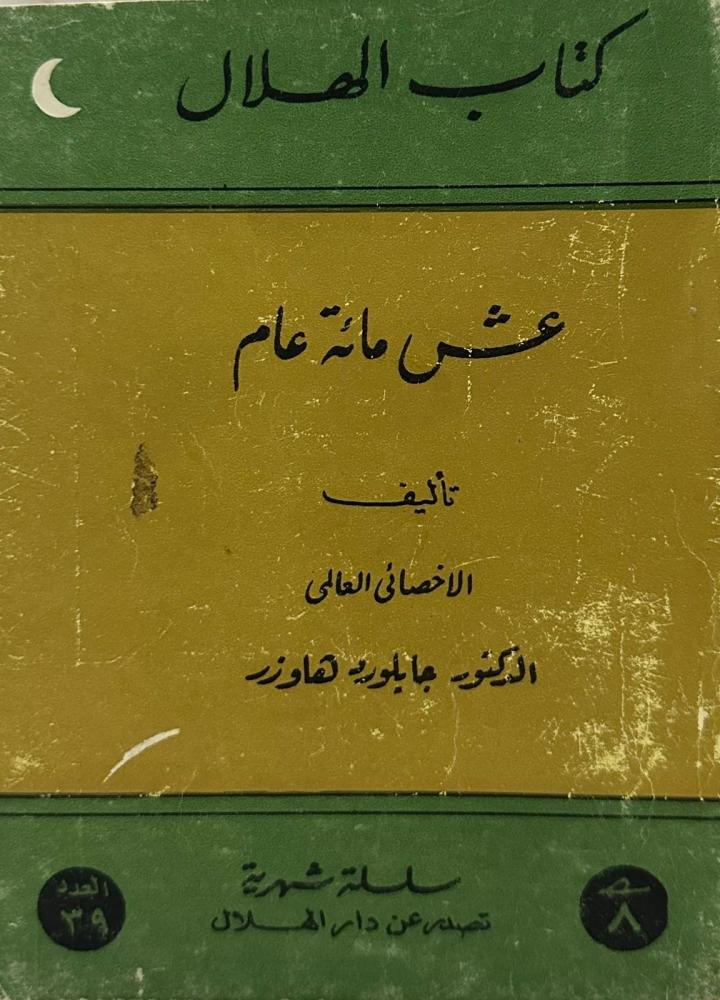 كتاب الهلال
عش مائة عام
تأليف
الاخصائى العالمى
الدكتور جايلورد هاوزر
سلسلة شهرية
تصدر عن دار الهلال
٨
العدد
٣٩